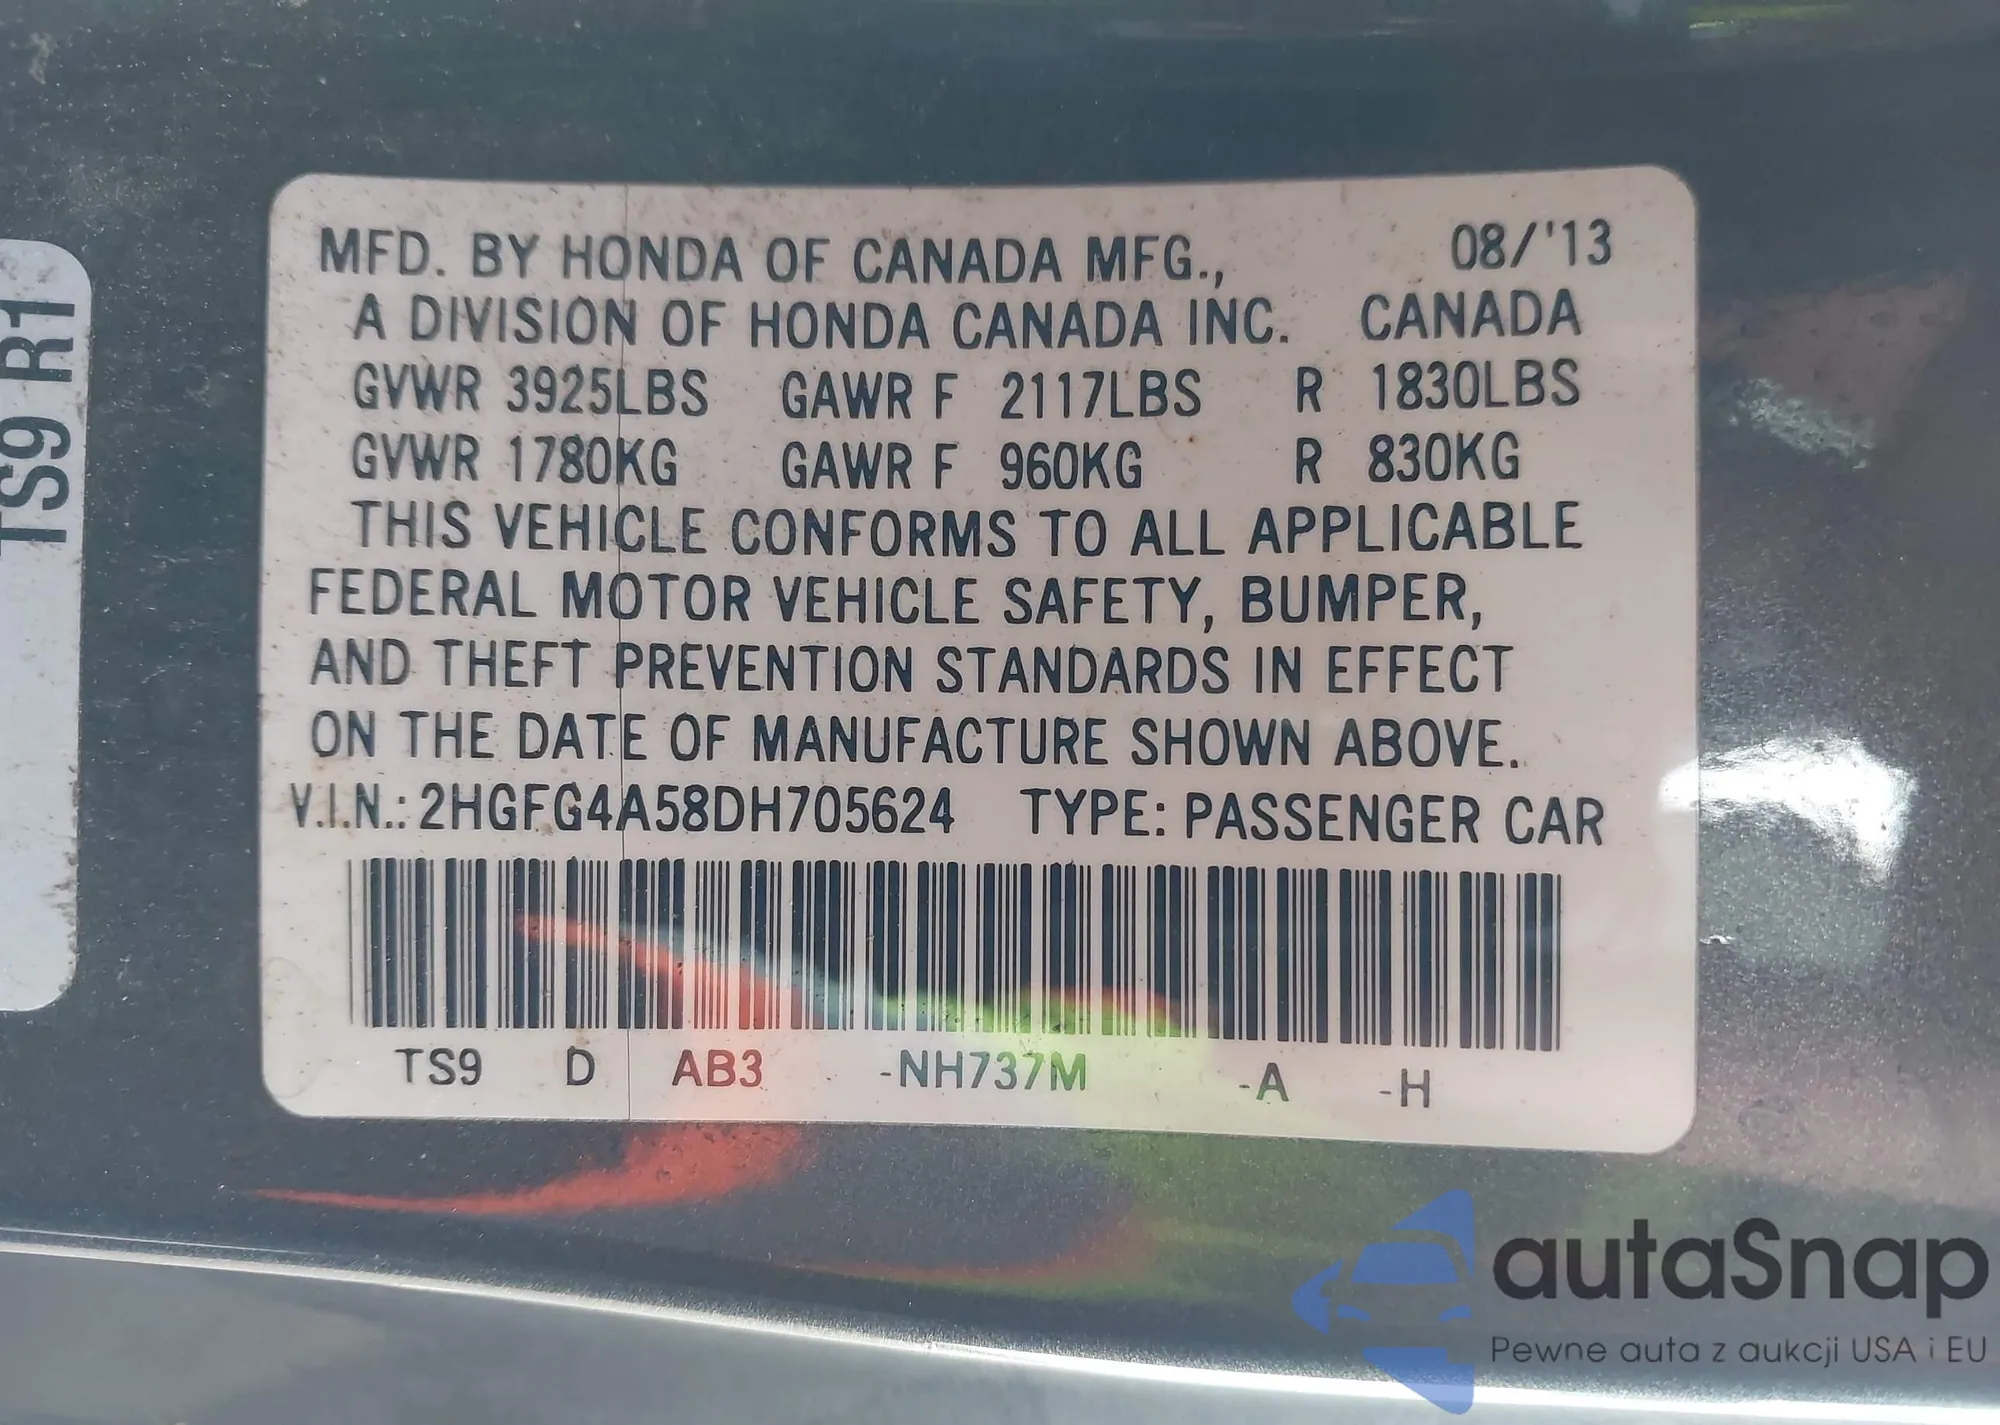 MFD. BY HONDA OF CANADA MFG., 08/'13
A DIVISION OF HONDA CANADA INC. CANADA
GVWR 3925LBS GAWR F 2117LBS R 1830LBS
GVWR 1780KG GAWR F 960KG R 830KG
THIS VEHICLE CONFORMS TO ALL APPLICABLE
FEDERAL MOTOR VEHICLE SAFETY, BUMPER,
AND THEFT PREVENTION STANDARDS IN EFFECT
ON THE DATE OF MANUFACTURE SHOWN ABOVE.
V.I.N.: 2HGFG4A58DH705624 TYPE: PASSENGER CAR
TS9 D AB3 -NH737M -A -H
TS9 R1
autaSnap
Pewne auta z aukcji USA i EU